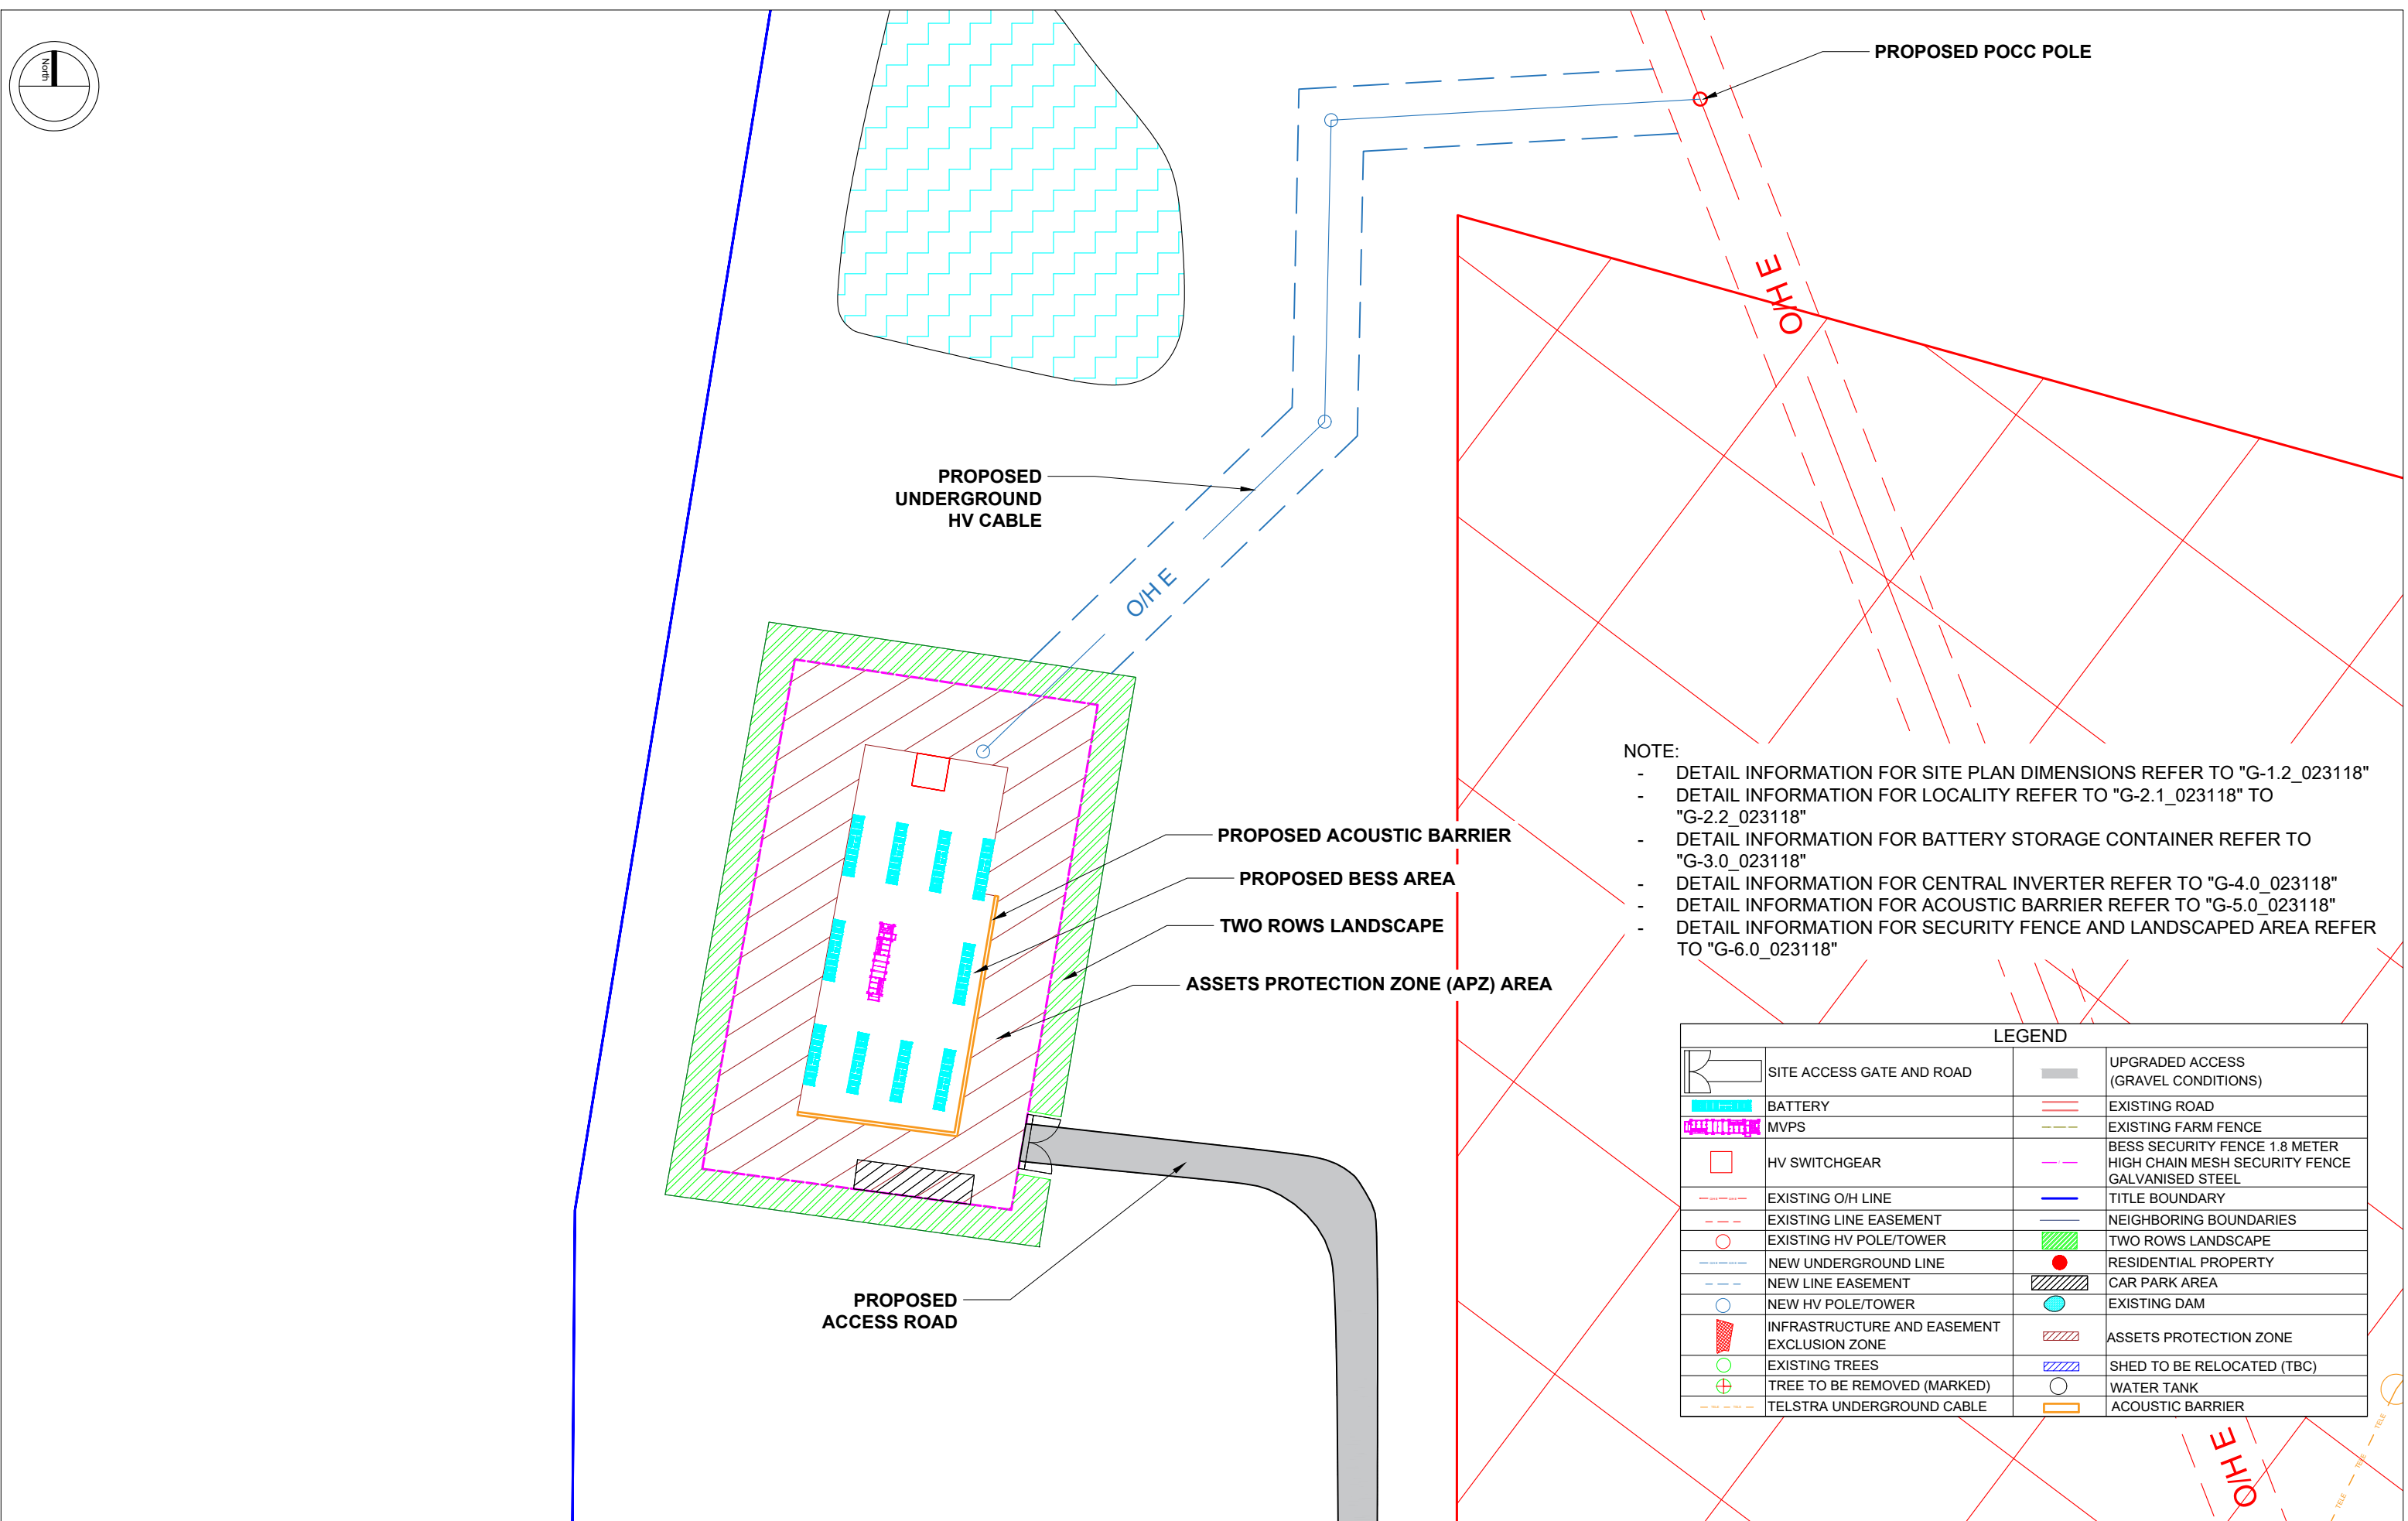 North
PROPOSED POCC POLE
O/H E
PROPOSED
UNDERGROUND
HV CABLE
O/H E
NOTE:
- DETAIL INFORMATION FOR SITE PLAN DIMENSIONS REFER TO "G-1.2_023118"
- DETAIL INFORMATION FOR LOCALITY REFER TO "G-2.1_023118" TO
"G-2.2_023118"
- DETAIL INFORMATION FOR BATTERY STORAGE CONTAINER REFER TO
"G-3.0_023118"
- DETAIL INFORMATION FOR CENTRAL INVERTER REFER TO "G-4.0_023118"
- DETAIL INFORMATION FOR ACOUSTIC BARRIER REFER TO "G-5.0_023118"
- DETAIL INFORMATION FOR SECURITY FENCE AND LANDSCAPED AREA REFER
TO "G-6.0_023118"
PROPOSED ACOUSTIC BARRIER
PROPOSED BESS AREA
TWO ROWS LANDSCAPE
ASSETS PROTECTION ZONE (APZ) AREA
PROPOSED
ACCESS ROAD
LEGEND
SITE ACCESS GATE AND ROAD
UPGRADED ACCESS
(GRAVEL CONDITIONS)
BATTERY
EXISTING ROAD
MVPS
EXISTING FARM FENCE
HV SWITCHGEAR
BESS SECURITY FENCE 1.8 METER
HIGH CHAIN MESH SECURITY FENCE
GALVANISED STEEL
EXISTING O/H LINE
TITLE BOUNDARY
EXISTING LINE EASEMENT
NEIGHBORING BOUNDARIES
EXISTING HV POLE/TOWER
TWO ROWS LANDSCAPE
NEW UNDERGROUND LINE
RESIDENTIAL PROPERTY
NEW LINE EASEMENT
CAR PARK AREA
NEW HV POLE/TOWER
EXISTING DAM
INFRASTRUCTURE AND EASEMENT
EXCLUSION ZONE
ASSETS PROTECTION ZONE
EXISTING TREES
SHED TO BE RELOCATED (TBC)
TREE TO BE REMOVED (MARKED)
WATER TANK
TELSTRA UNDERGROUND CABLE
ACOUSTIC BARRIER
O/H E
TELE
TELE
TELE